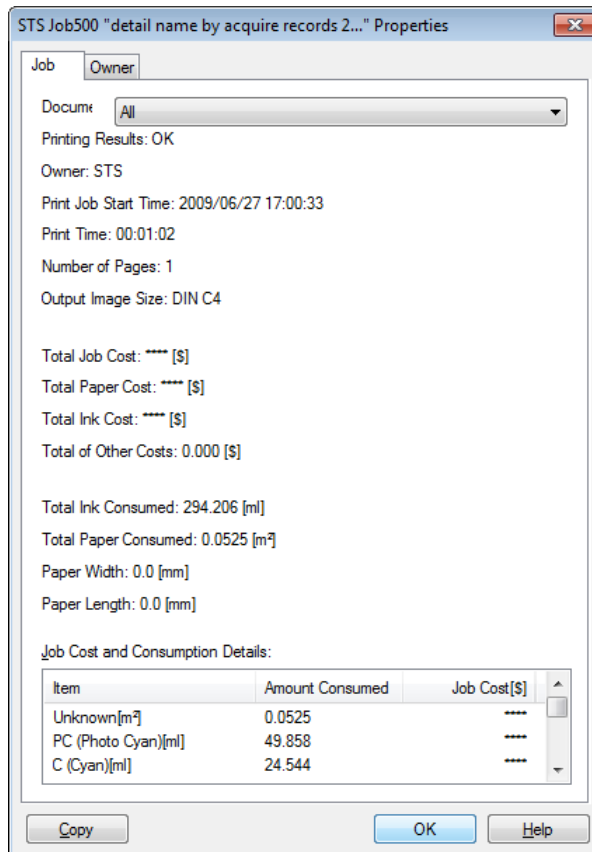 STS Job500 "detail name by acquire records 2..." Properties
Job
Owner
Docume
All
Printing Results: OK
Owner: STS
Print Job Start Time: 2009/06/27 17:00:33
Print Time: 00:01:02
Number of Pages: 1
Output Image Size: DIN C4
Total Job Cost: **** [$]
Total Paper Cost: **** [$]
Total Ink Cost: **** [$]
Total of Other Costs: 0.000 [$]
Total Ink Consumed: 294.206 [ml]
Total Paper Consumed: 0.0525 [m²]
Paper Width: 0.0 [mm]
Paper Length: 0.0 [mm]
Job Cost and Consumption Details:
Item Amount Consumed Job Cost[$]
Unknown[m²] 0.0525 ****
PC (Photo Cyan)[ml] 49.858 ****
C (Cyan)[ml] 24.544 ****
Copy OK Help